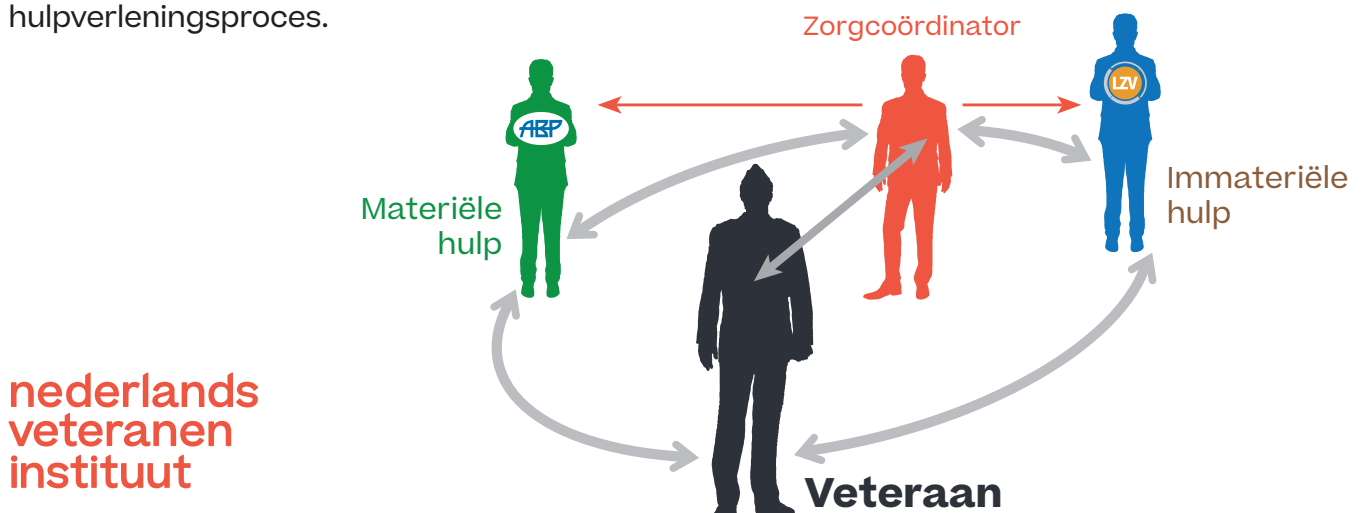 hulpverleningsproces.
Zorgcoördinator
LZV
ABP
Materiële
hulp
Immateriële
hulp
nederlands
veteranen
instituut
Veteraan